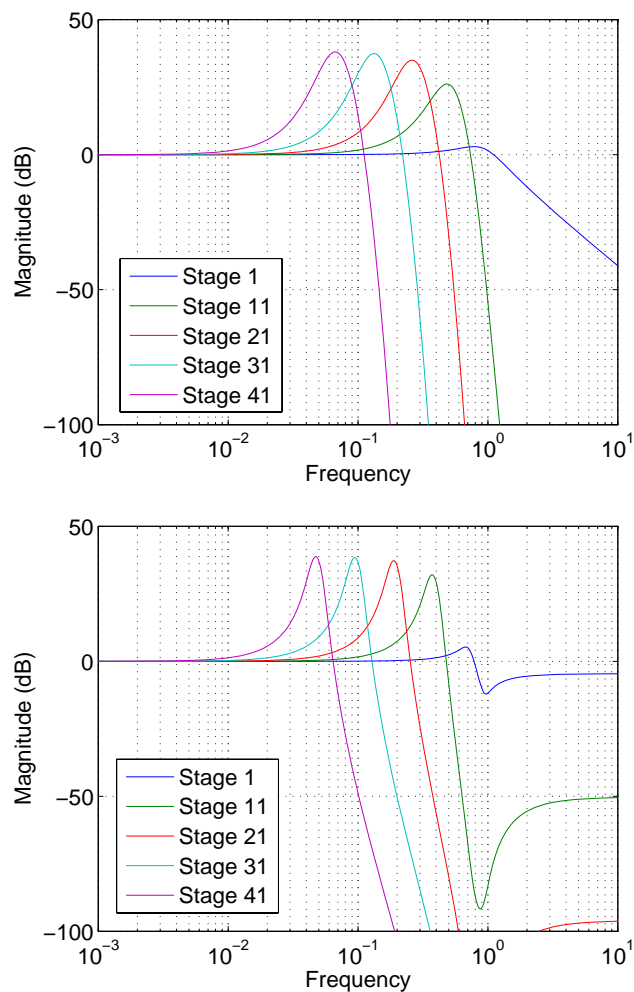 50
0
−50
−100
Magnitude (dB)
Stage 1
Stage 11
Stage 21
Stage 31
Stage 41
10⁻³ 10⁻² 10⁻¹ 10⁰ 10¹
Frequency
50
0
−50
−100
Magnitude (dB)
Stage 1
Stage 11
Stage 21
Stage 31
Stage 41
10⁻³ 10⁻² 10⁻¹ 10⁰ 10¹
Frequency